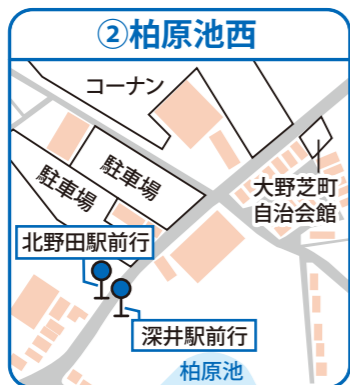 ②柏原池西
コーナン
駐車場
駐車場
大野芝町
自治会館
北野田駅前行
深井駅前行
柏原池